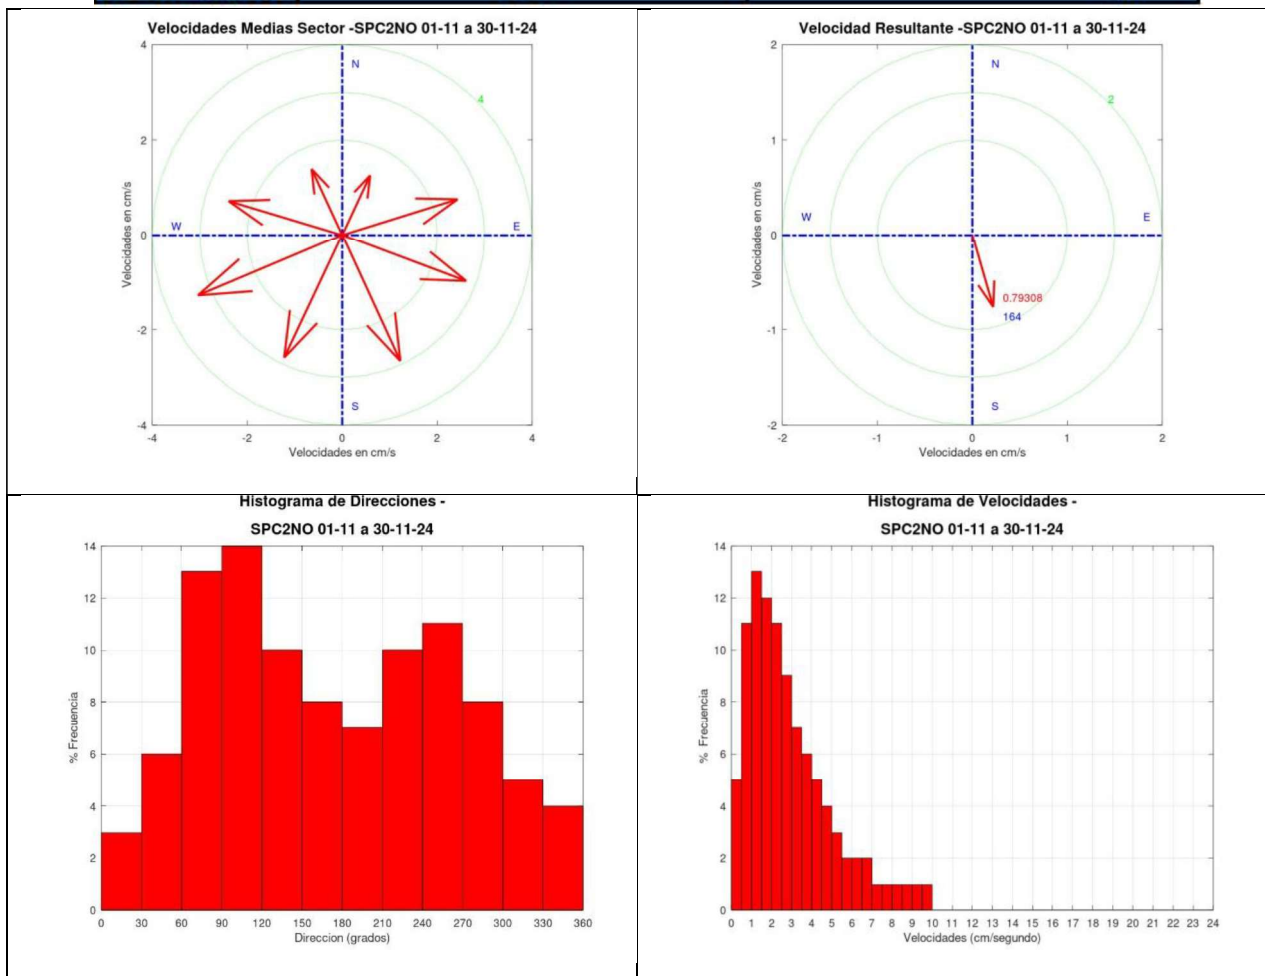 Velocidades Medias Sector -SPC2NO 01-11 a 30-11-24
4
N
4
2
Velocidades en cm/s
W
E
0
-2
S
-4
-4 -2 0 2 4
Velocidades en cm/s
Velocidad Resultante -SPC2NO 01-11 a 30-11-24
2
N
2
1
Velocidades en cm/s
W
E
0
0.79308
164
-1
S
-2
-2 -1 0 1 2
Velocidades en cm/s
Histograma de Direcciones -
SPC2NO 01-11 a 30-11-24
14
12
10
8
% Frecuencia
6
4
2
0
0 30 60 90 120 150 180 210 240 270 300 330 360
Direccion (grados)
Histograma de Velocidades -
SPC2NO 01-11 a 30-11-24
14
12
10
8
% Frecuencia
6
4
2
0
0 1 2 3 4 5 6 7 8 9 10 11 12 13 14 15 16 17 18 19 20 21 22 23 24
Velocidades (cm/segundo)